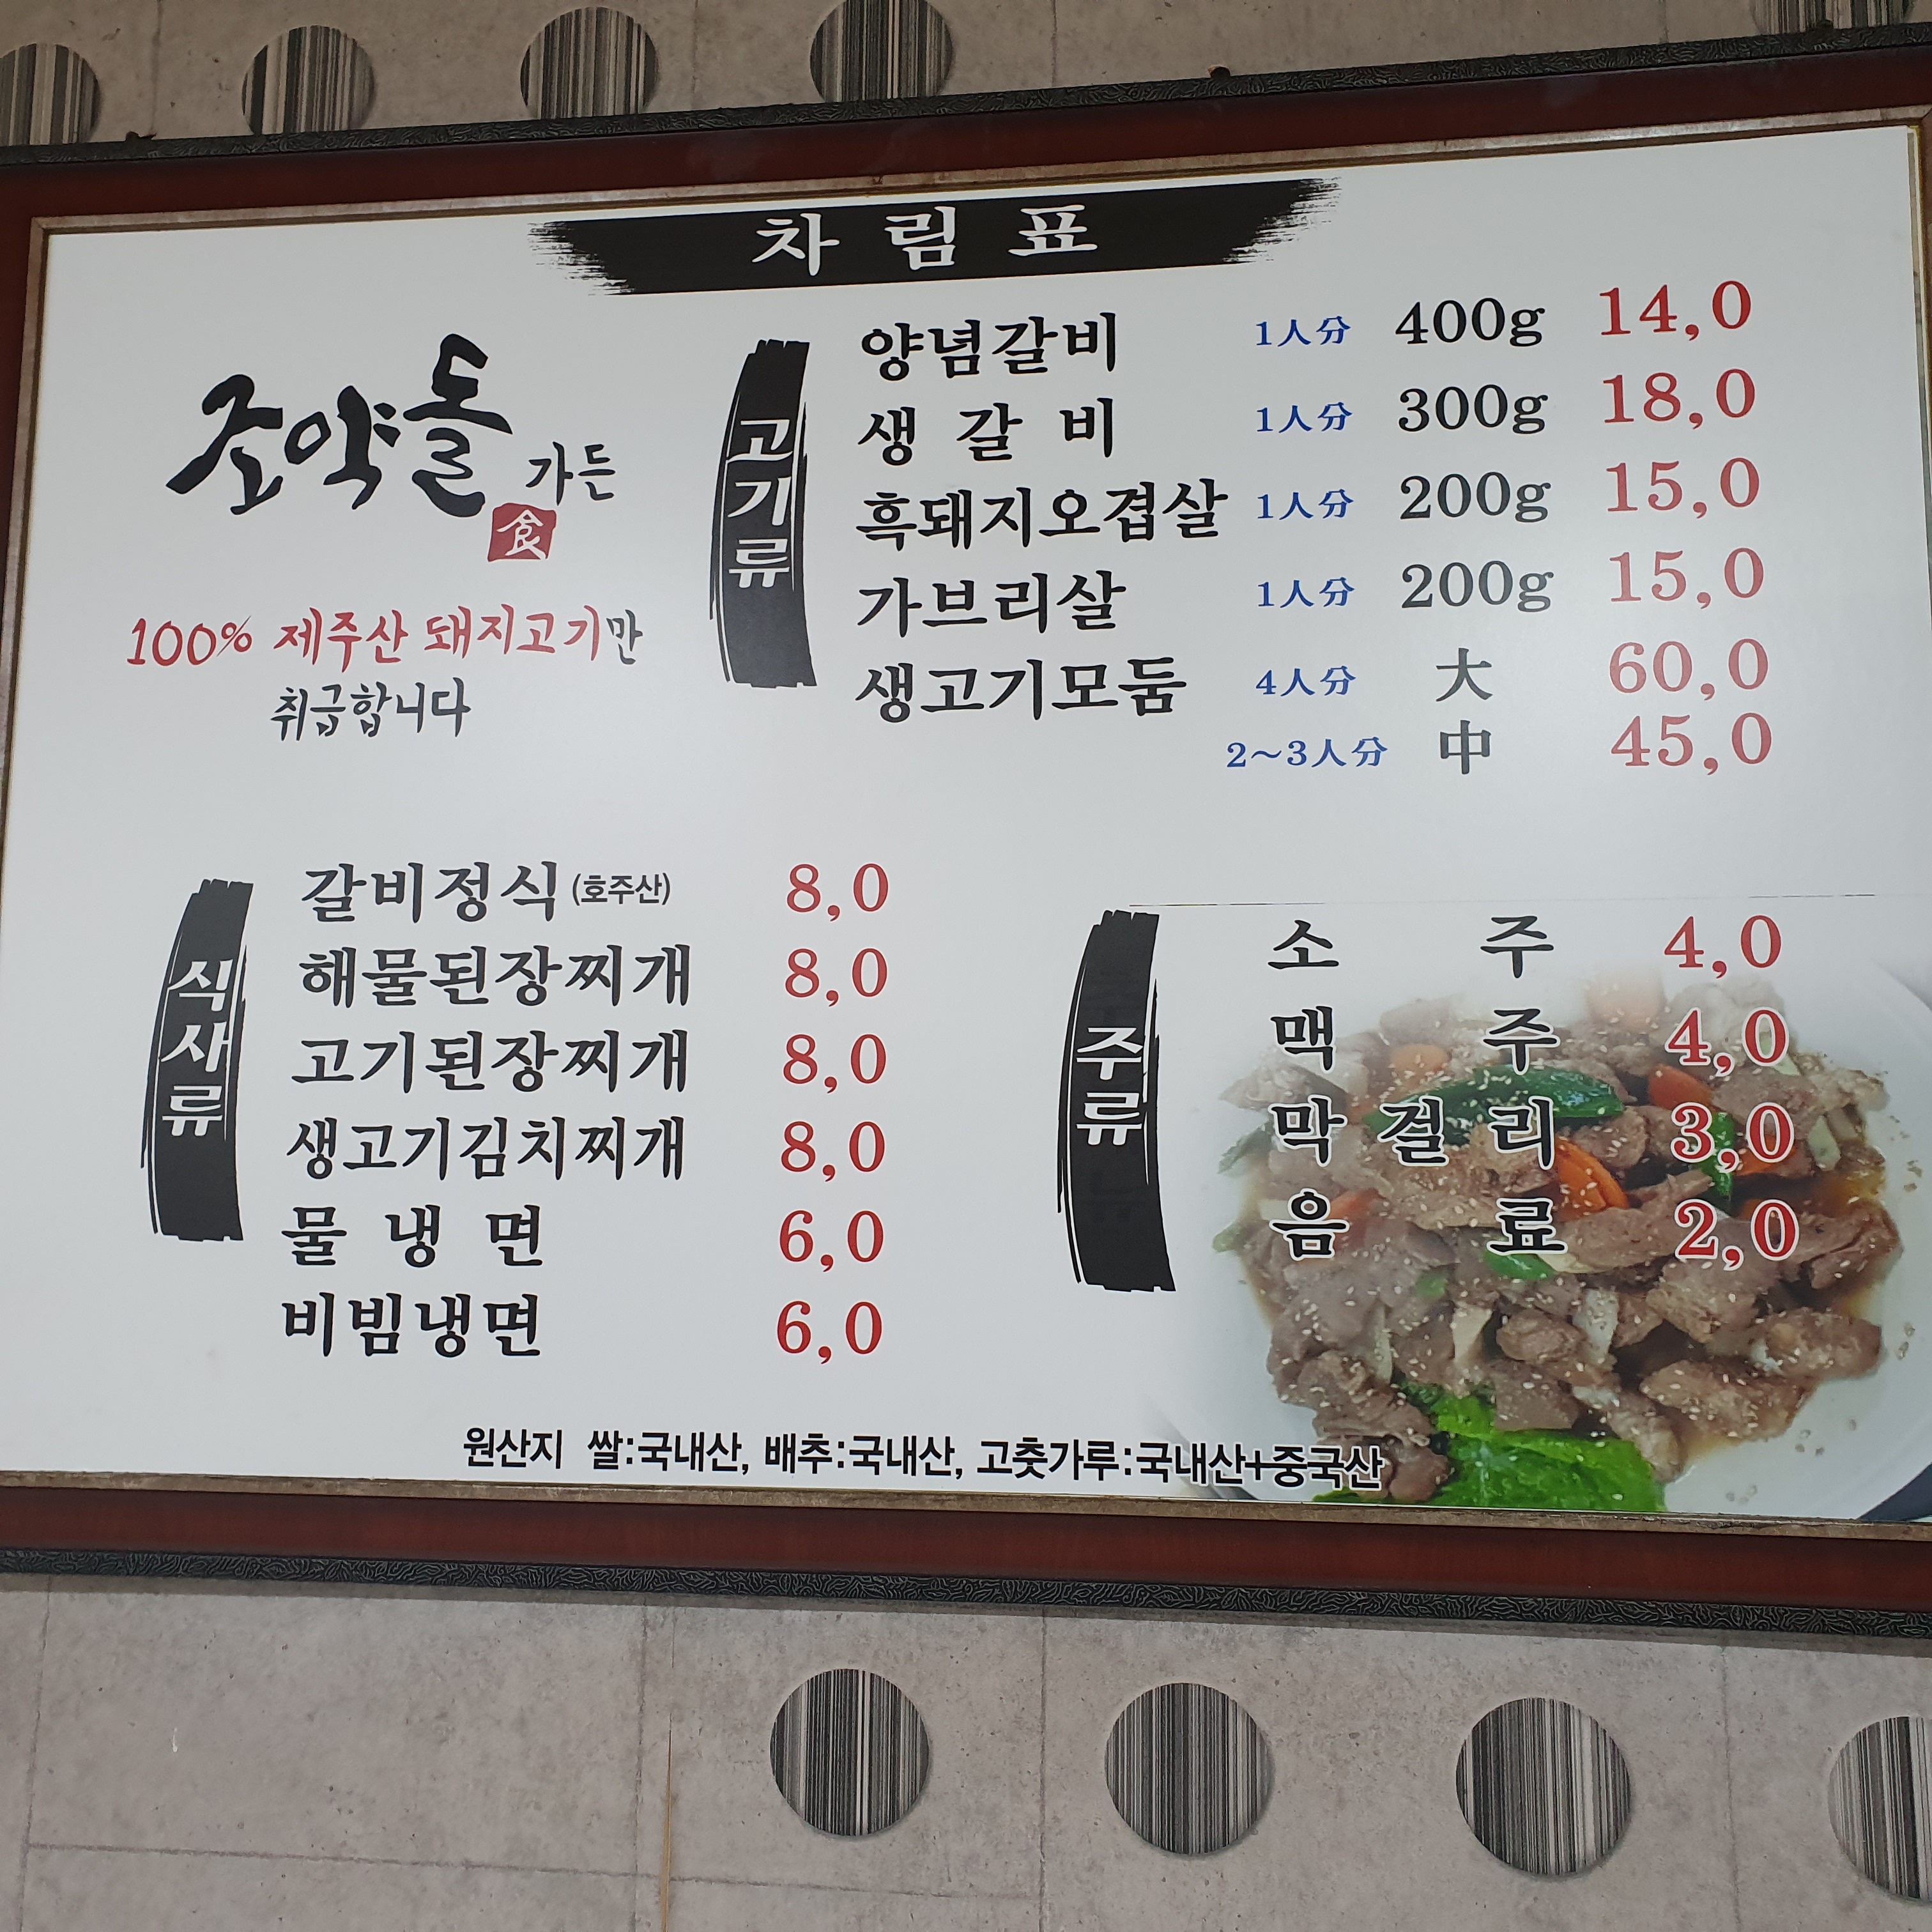 차림표
조약돌 가든
食
100% 제주산 돼지고기만
취급합니다
고기류
양념갈비 1人分 400g 14,0
생갈비 1人分 300g 18,0
흑돼지오겹살 1人分 200g 15,0
가브리살 1人分 200g 15,0
생고기모둠 4人分 大 60,0
2~3人分 中 45,0
식사류
갈비정식(호주산) 8,0
해물된장찌개 8,0
고기된장찌개 8,0
생고기김치찌개 8,0
물냉면 6,0
비빔냉면 6,0
주류
소주 4,0
맥주 4,0
막걸리 3,0
음료 2,0
원산지 쌀:국내산, 배추:국내산, 고춧가루:국내산+중국산